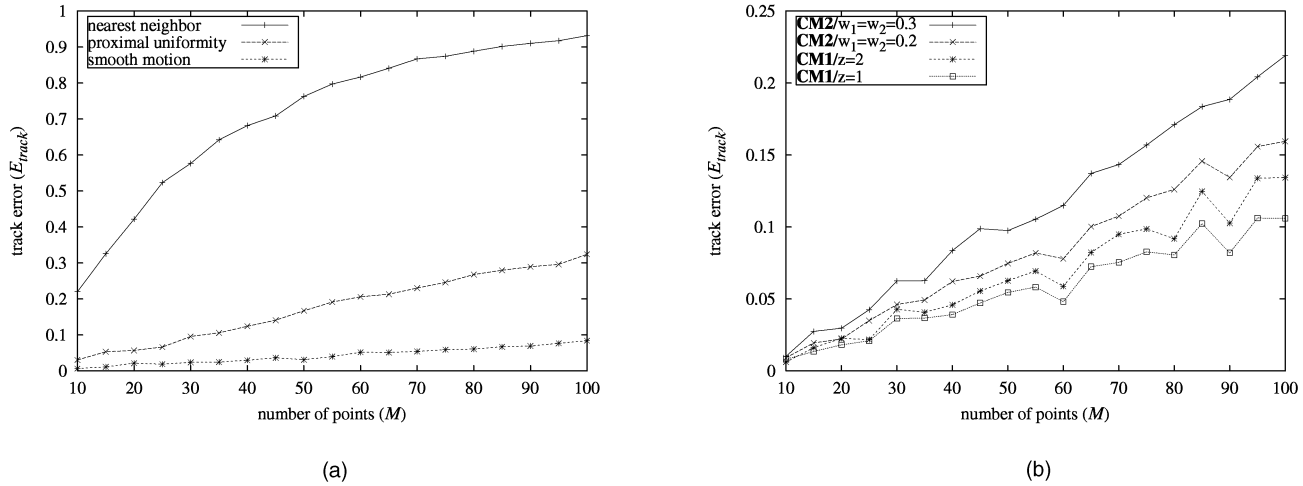 nearest neighbor
proximal uniformity
smooth motion
1
0.9
0.8
0.7
0.6
0.5
0.4
0.3
0.2
0.1
0
track error (E_track)
10 20 30 40 50 60 70 80 90 100
number of points (M)
(a)
CM2/w1=w2=0.3
CM2/w1=w2=0.2
CM1/z=2
CM1/z=1
0.25
0.2
0.15
0.1
0.05
0
track error (E_track)
10 20 30 40 50 60 70 80 90 100
number of points (M)
(b)